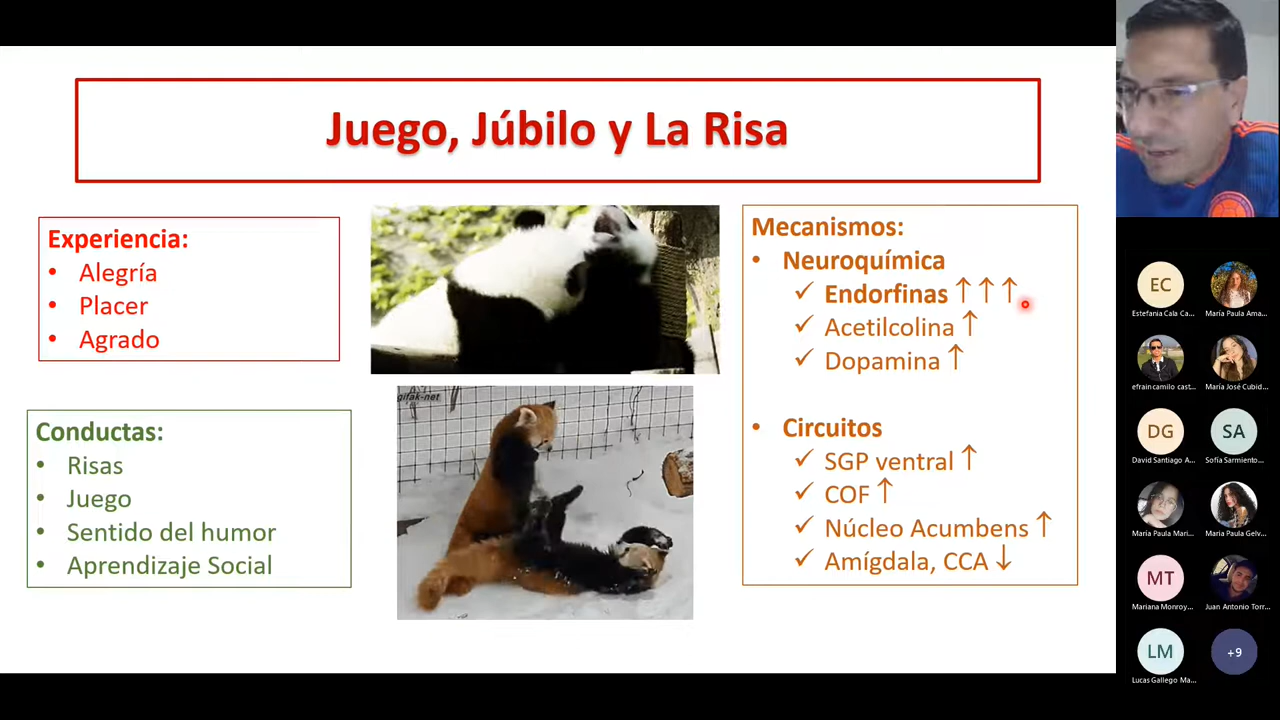 Juego, Júbilo y La Risa
Experiencia:
• Alegría
• Placer
• Agrado
Conductas:
• Risas
• Juego
• Sentido del humor
• Aprendizaje Social
gifak-net
Mecanismos:
• Neuroquímica
✓ Endorfinas ↑↑↑
✓ Acetilcolina ↑
✓ Dopamina ↑
• Circuitos
✓ SGP ventral ↑
✓ COF ↑
✓ Núcleo Acumbens ↑
✓ Amígdala, CCA ↓
EC
Estefania Cala Ca...
María Paula Ama...
efrain camilo cast...
María José Cubid...
DG
David Santiago A...
SA
Sofía Sarmiento...
María Paula Mari...
Maria Paula Gelv...
MT
Mariana Monroy...
Juan Antonio Torr...
LM
Lucas Gallego Ma...
+9